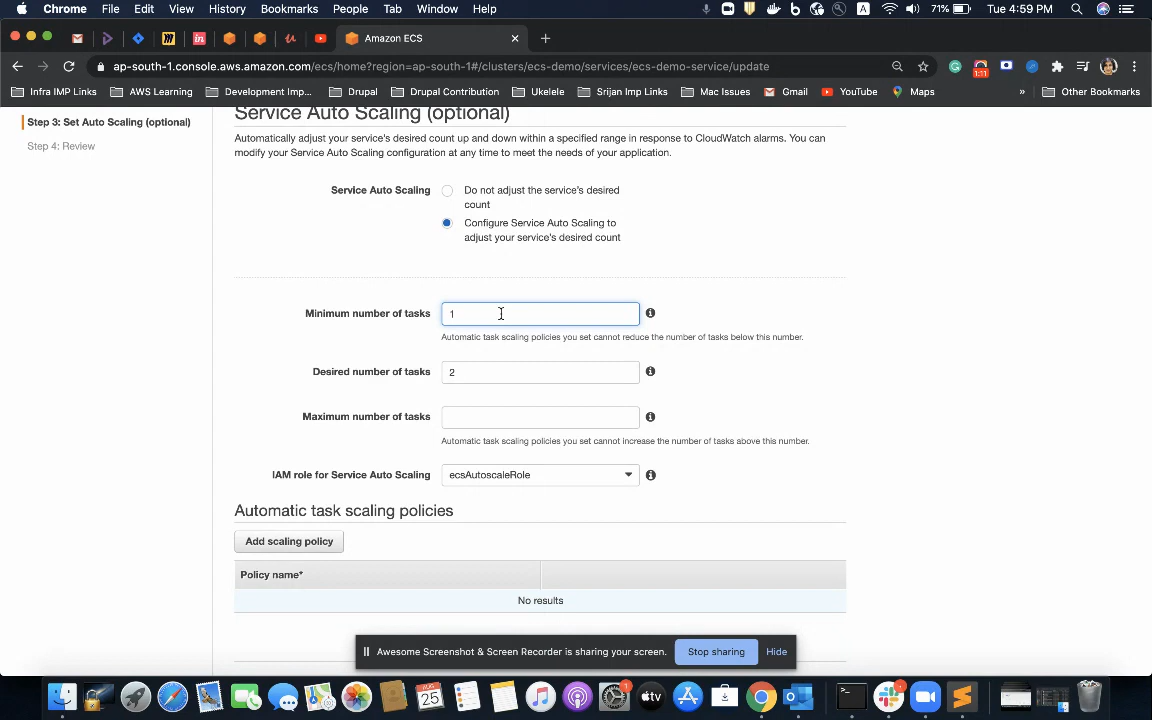 Chrome File Edit View History Bookmarks People Tab Window Help 71% Tue 4:59 PM
Amazon ECS
ap-south-1.console.aws.amazon.com/ecs/home?region=ap-south-1#/clusters/ecs-demo/services/ecs-demo-service/update
1:11
Infra IMP Links AWS Learning Development Imp... Drupal Drupal Contribution Ukelele Srijan Imp Links Mac Issues Gmail YouTube Maps » Other Bookmarks
Step 3: Set Auto Scaling (optional)
Step 4: Review
Service Auto Scaling (optional)
Automatically adjust your service's desired count up and down within a specified range in response to CloudWatch alarms. You can
modify your Service Auto Scaling configuration at any time to meet the needs of your application.
Service Auto Scaling
Do not adjust the service's desired
count
Configure Service Auto Scaling to
adjust your service's desired count
Minimum number of tasks 1
Automatic task scaling policies you set cannot reduce the number of tasks below this number.
Desired number of tasks 2
Maximum number of tasks
Automatic task scaling policies you set cannot increase the number of tasks above this number.
IAM role for Service Auto Scaling ecsAutoscaleRole
Automatic task scaling policies
Add scaling policy
Policy name*
No results
Awesome Screenshot & Screen Recorder is sharing your screen. Stop sharing Hide
AUG
25
1
tv
1